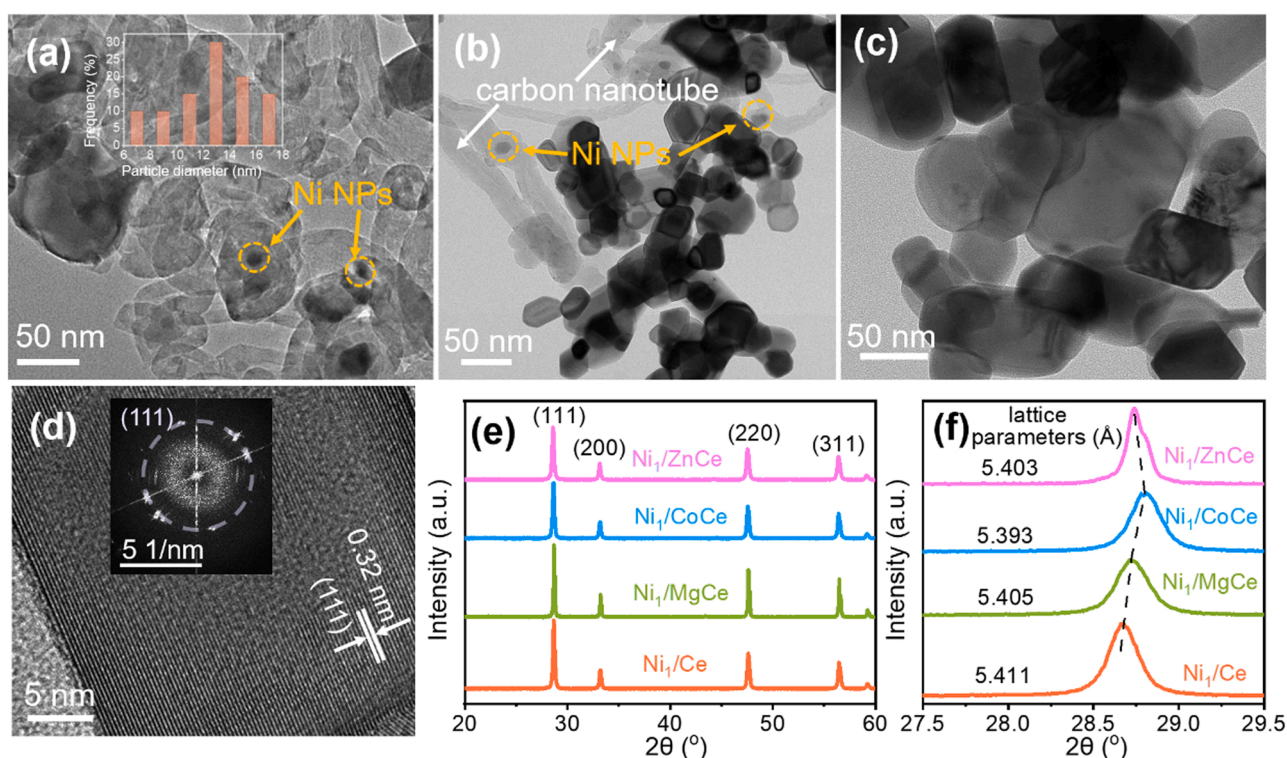 (a)
Frequency (%)
30
25
20
15
10
5
0
6 8 10 12 14 16 18
Particle diameter (nm)
Ni NPs
50 nm
(b)
carbon nanotube
Ni NPs
50 nm
(c)
50 nm
(d)
(111)
5 1/nm
0.32 nm
(111)
5 nm
(e)
(111)
(200)
(220)
(311)
Ni₁/ZnCe
Ni₁/CoCe
Ni₁/MgCe
Ni₁/Ce
Intensity (a.u.)
20 30 40 50 60
2θ (°)
(f)
lattice
parameters (Å)
5.403
Ni₁/ZnCe
5.393
Ni₁/CoCe
5.405
Ni₁/MgCe
5.411
Ni₁/Ce
Intensity (a.u.)
27.5 28.0 28.5 29.0 29.5
2θ (°)